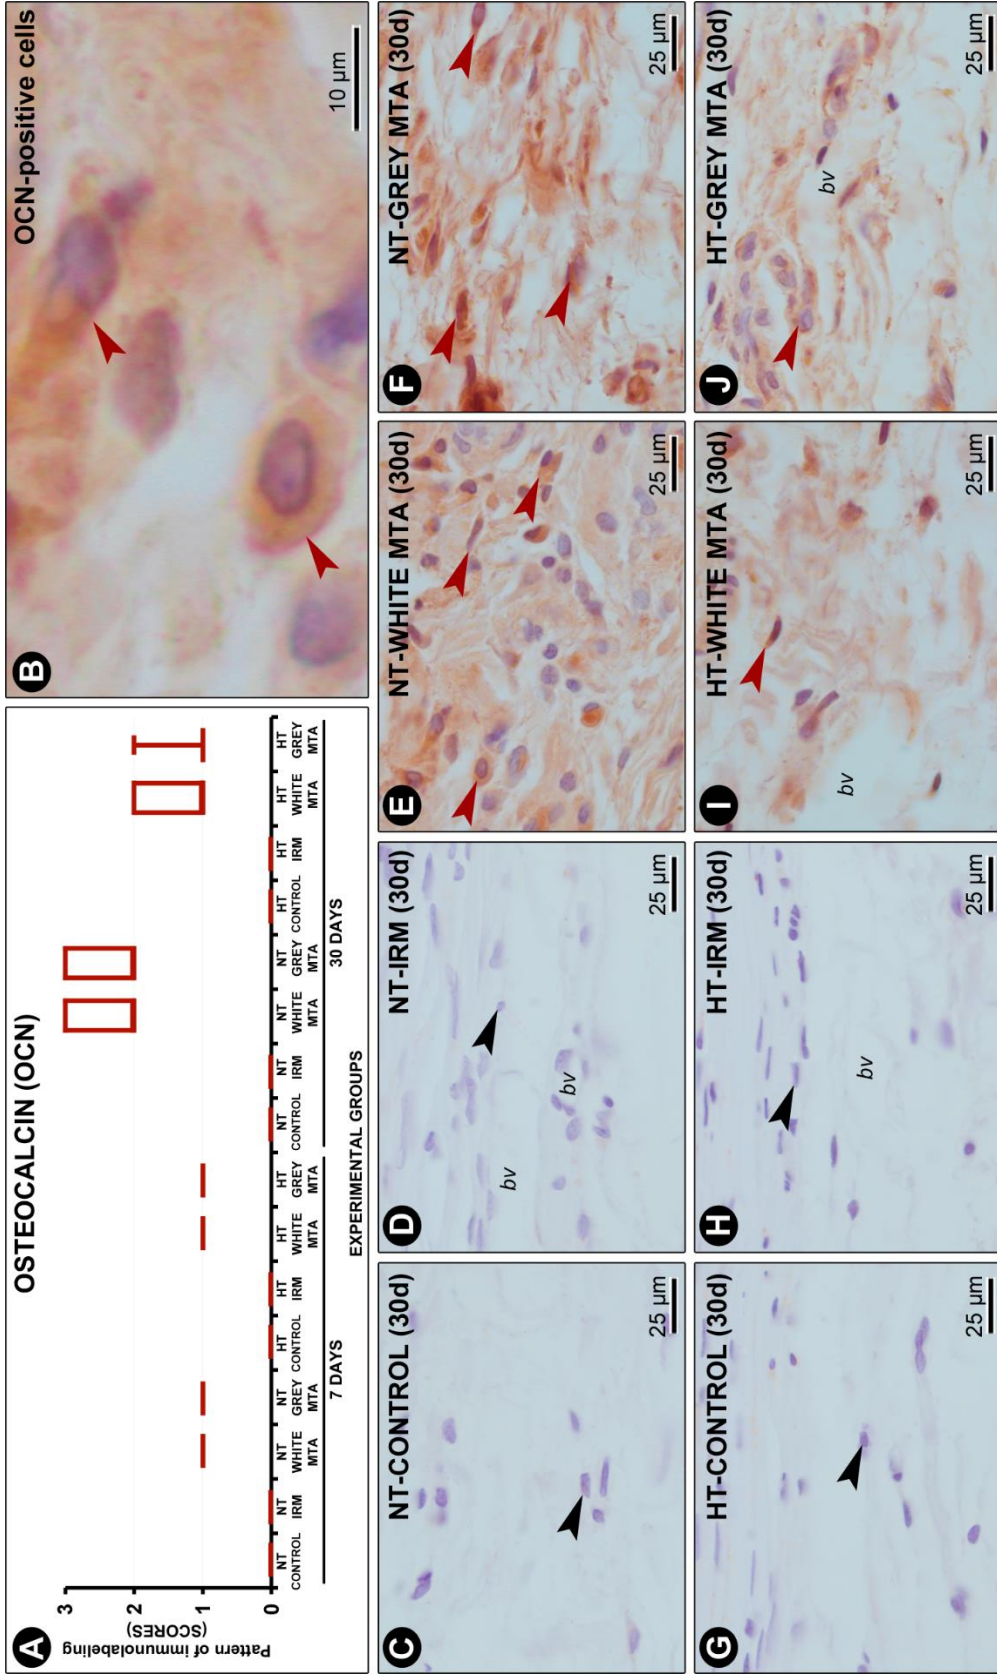 A
OSTEOCALCIN (OCN)
Pattern of immunolabeling
(SCORES)
3
2
1
0
NT
CONTROL
NT
IRM
NT
WHITE
MTA
NT
GREY
MTA
HT
CONTROL
HT
IRM
HT
WHITE
MTA
HT
GREY
MTA
NT
CONTROL
NT
IRM
NT
WHITE
MTA
NT
GREY
MTA
HT
CONTROL
HT
IRM
HT
WHITE
MTA
HT
GREY
MTA
7 DAYS
30 DAYS
EXPERIMENTAL GROUPS
B
OCN-positive cells
10 µm
C
NT-CONTROL (30d)
25 µm
D
NT-IRM (30d)
bv
bv
25 µm
E
NT-WHITE MTA (30d)
25 µm
F
NT-GREY MTA (30d)
25 µm
G
HT-CONTROL (30d)
25 µm
H
HT-IRM (30d)
bv
25 µm
I
HT-WHITE MTA (30d)
bv
25 µm
J
HT-GREY MTA (30d)
bv
25 µm